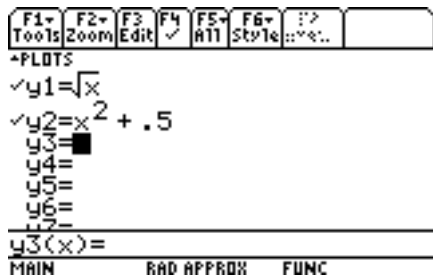 F1 F2 F3 F4 F5 F6
Tools Zoom Edit ✓ All Style
PLOTS
✓y1=√x
✓y2=x² + .5
y3=
y4=
y5=
y6=
y3(x)=
MAIN RAD APPROX FUNC